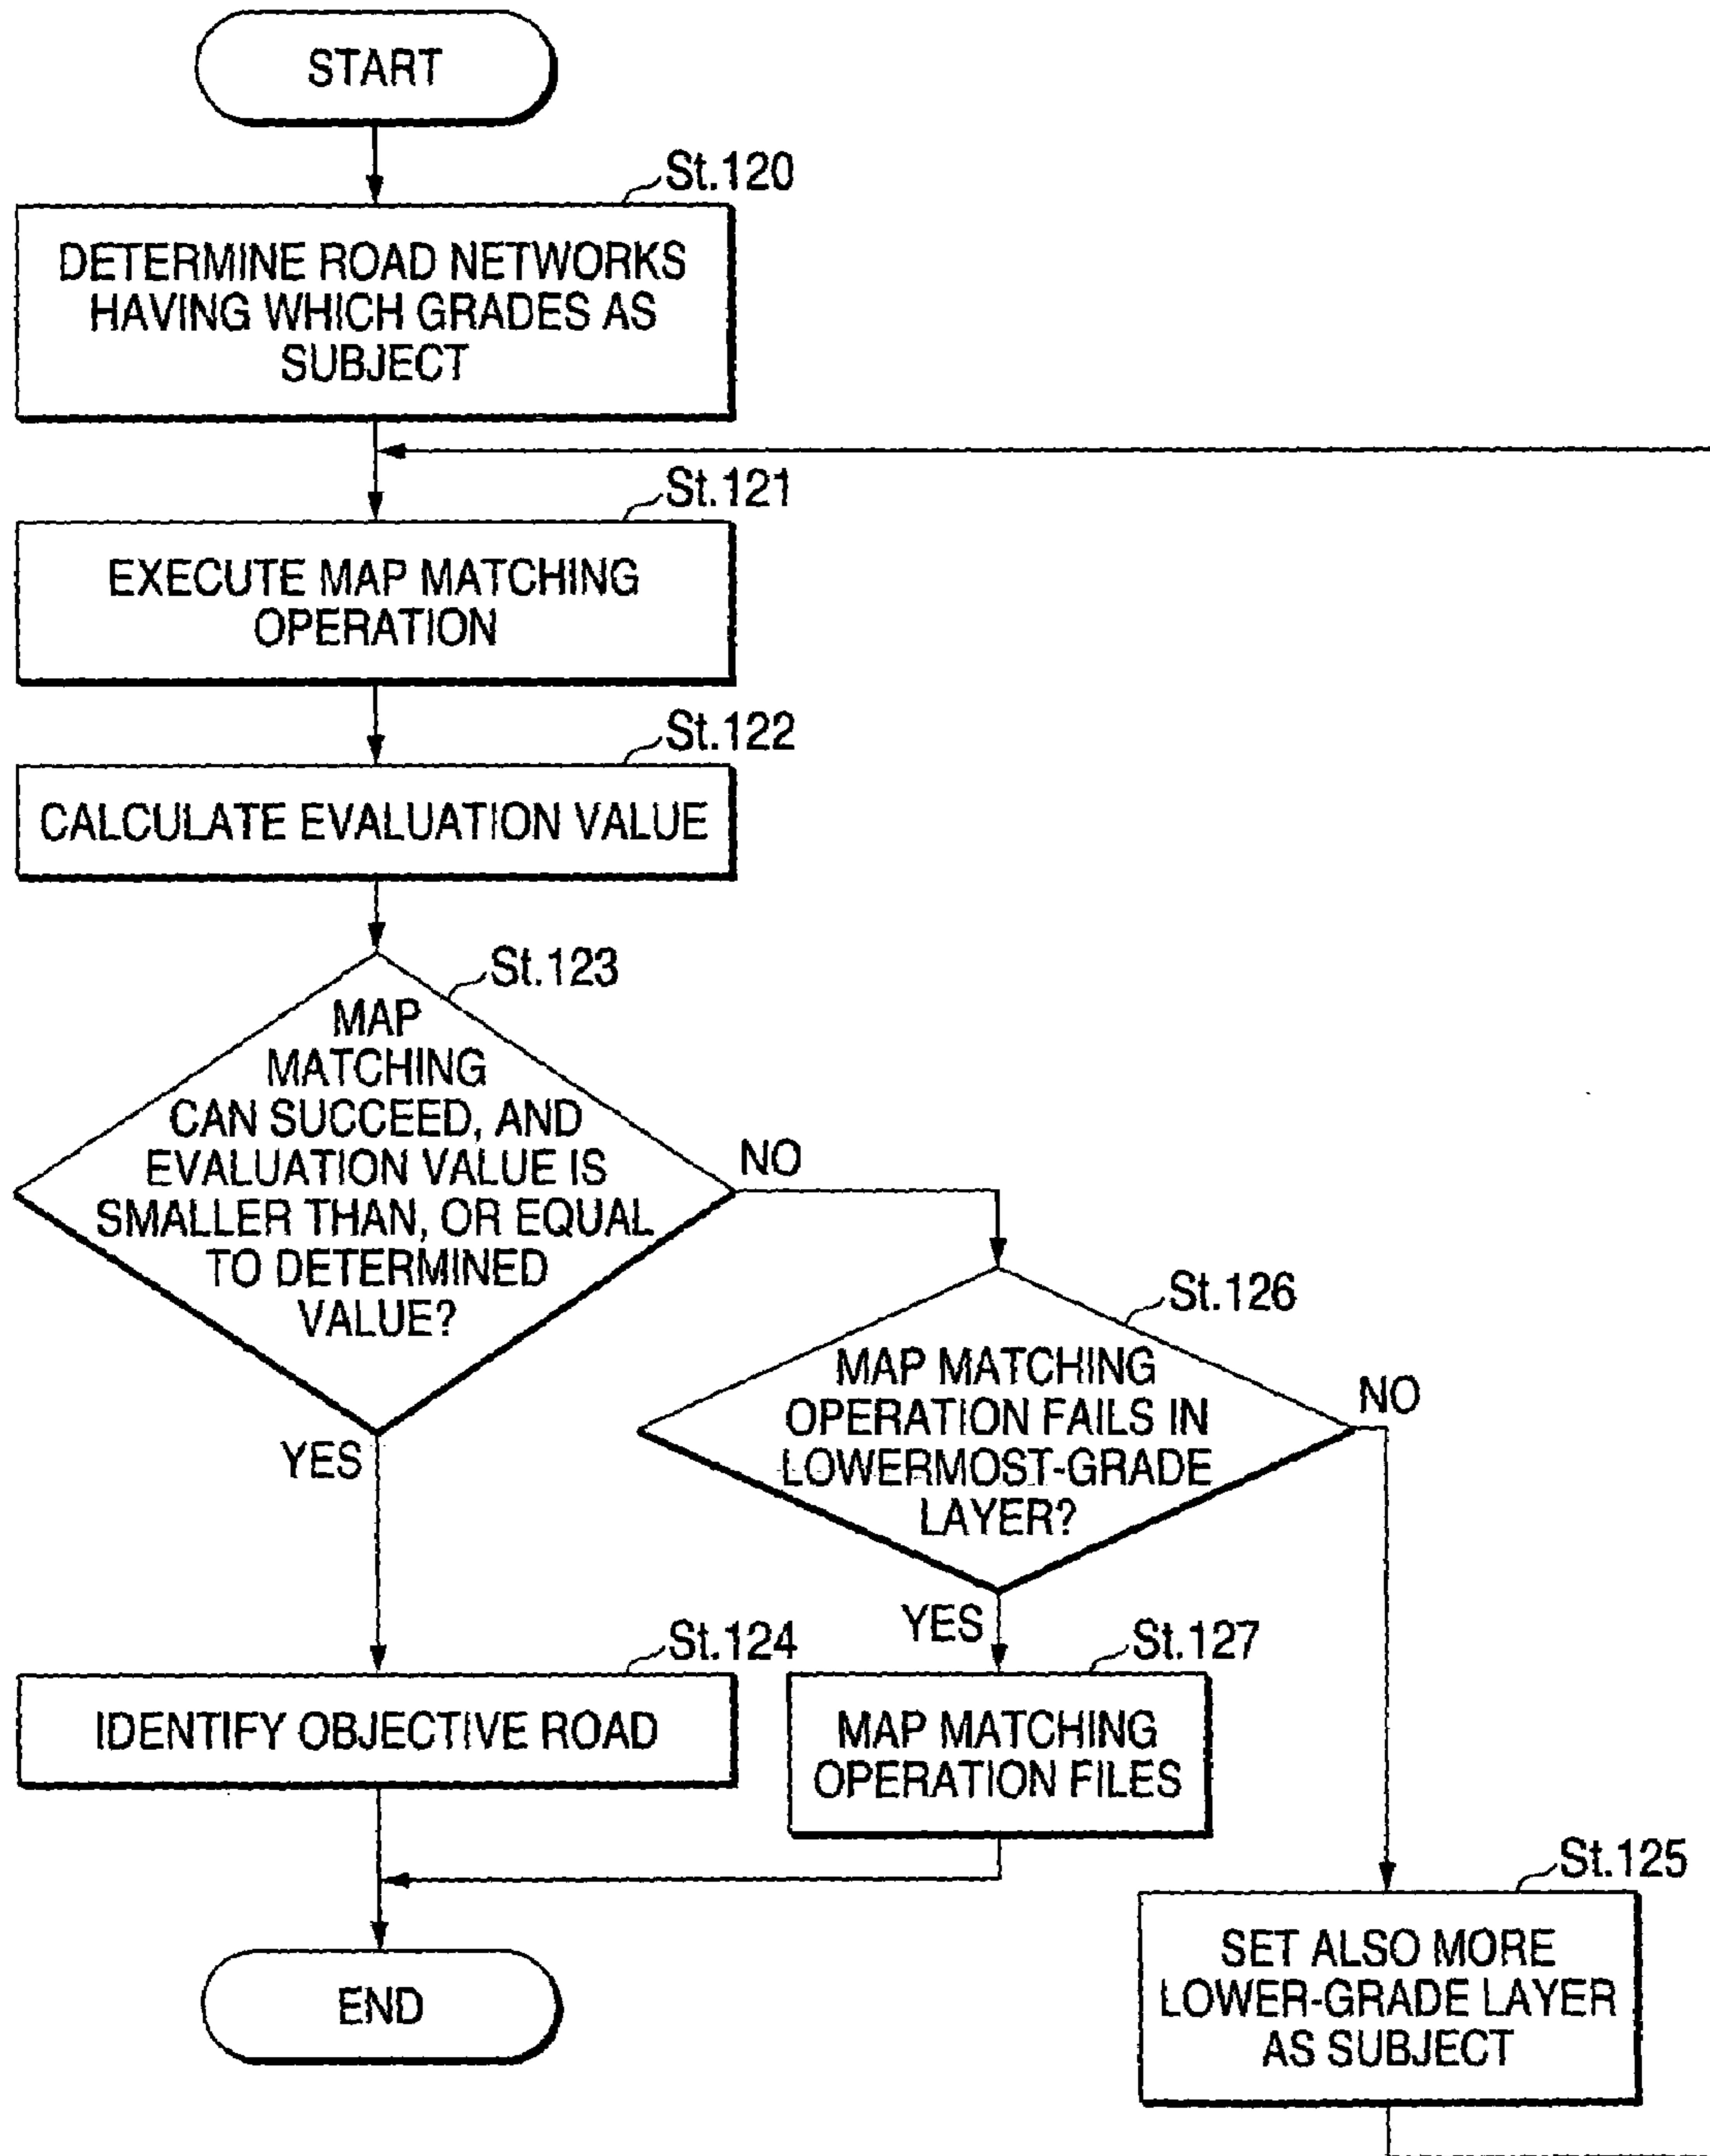 START
St.120
DETERMINE ROAD NETWORKS
HAVING WHICH GRADES AS
SUBJECT
St.121
EXECUTE MAP MATCHING
OPERATION
St.122
CALCULATE EVALUATION VALUE
St.123
MAP
MATCHING
CAN SUCCEED, AND
EVALUATION VALUE IS
SMALLER THAN, OR EQUAL
TO DETERMINED
VALUE?
NO
YES
St.126
MAP MATCHING
OPERATION FAILS IN
LOWERMOST-GRADE
LAYER?
NO
YES
St.124
IDENTIFY OBJECTIVE ROAD
St.127
MAP MATCHING
OPERATION FILES
St.125
SET ALSO MORE
LOWER-GRADE LAYER
AS SUBJECT
END